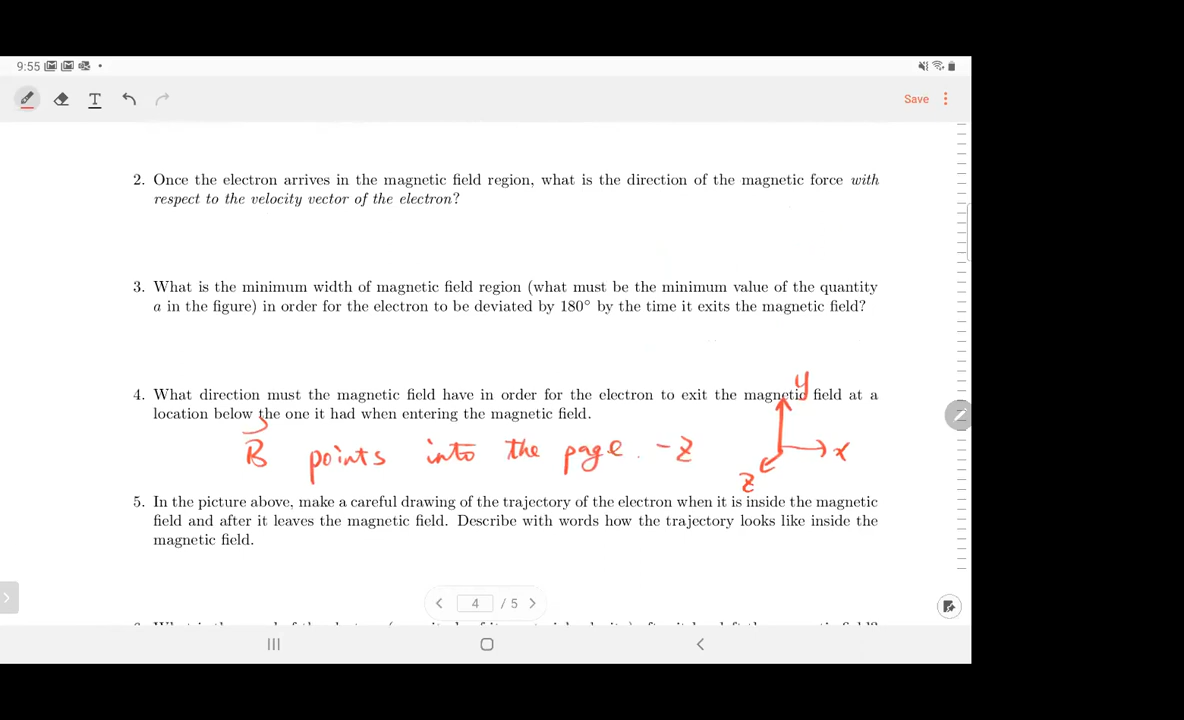 9:55
T
Save
2. Once the electron arrives in the magnetic field region, what is the direction of the magnetic force with
respect to the velocity vector of the electron?
3. What is the minimum width of magnetic field region (what must be the minimum value of the quantity
a in the figure) in order for the electron to be deviated by 180° by the time it exits the magnetic field?
y
4. What direction must the magnetic field have in order for the electron to exit the magnetic field at a
location below the one it had when entering the magnetic field.
B points into the page. -z
x
z
5. In the picture above, make a careful drawing of the trajectory of the electron when it is inside the magnetic
field and after it leaves the magnetic field. Describe with words how the trajectory looks like inside the
magnetic field.
4 / 5